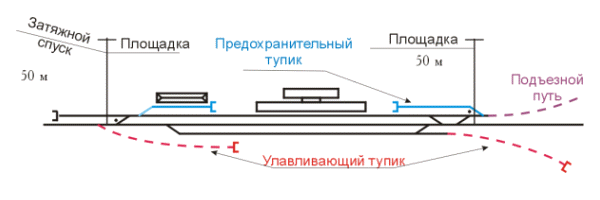 Затяжной
спуск
Площадка
Предохранительный
тупик
Площадка
50 м
50 м
Подъезной
путь
Улавливающий тупик